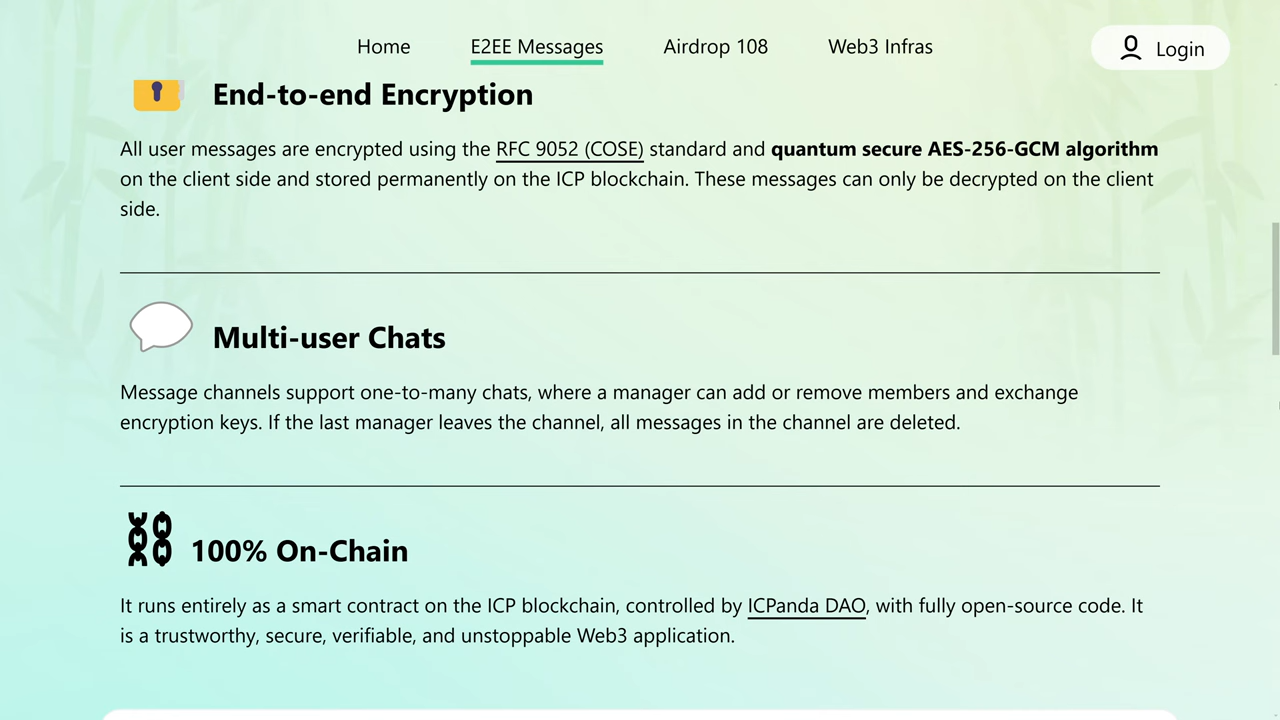 Home E2EE Messages Airdrop 108 Web3 Infras Login
End-to-end Encryption
All user messages are encrypted using the RFC 9052 (COSE) standard and quantum secure AES-256-GCM algorithm
on the client side and stored permanently on the ICP blockchain. These messages can only be decrypted on the client
side.
Multi-user Chats
Message channels support one-to-many chats, where a manager can add or remove members and exchange
encryption keys. If the last manager leaves the channel, all messages in the channel are deleted.
100% On-Chain
It runs entirely as a smart contract on the ICP blockchain, controlled by ICPanda DAO, with fully open-source code. It
is a trustworthy, secure, verifiable, and unstoppable Web3 application.